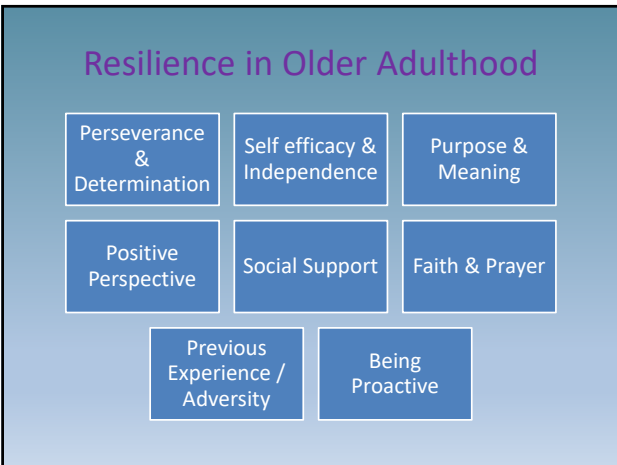 Resilience in Older Adulthood
Perseverance
&
Determination
Self efficacy &
Independence
Purpose &
Meaning
Positive
Perspective
Social Support
Faith & Prayer
Previous
Experience /
Adversity
Being
Proactive